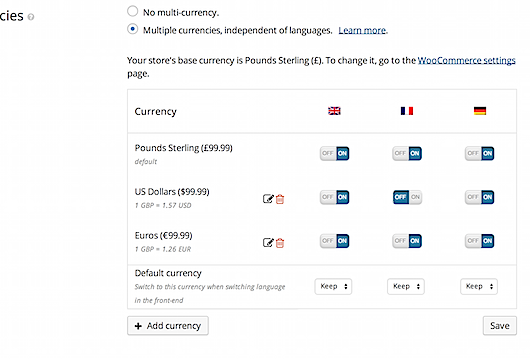 cies
No multi-currency.
Multiple currencies, independent of languages. Learn more.
Your store's base currency is Pounds Sterling (£). To change it, go to the WooCommerce settings
page.
Currency
Pounds Sterling (£99.99) OFF ON OFF ON OFF ON
default
US Dollars ($99.99) OFF ON OFF ON OFF ON
1 GBP = 1.57 USD
Euros (€99.99) OFF ON OFF ON OFF ON
1 GBP = 1.26 EUR
Default currency
Switch to this currency when switching language Keep Keep Keep
in the front-end
+ Add currency Save